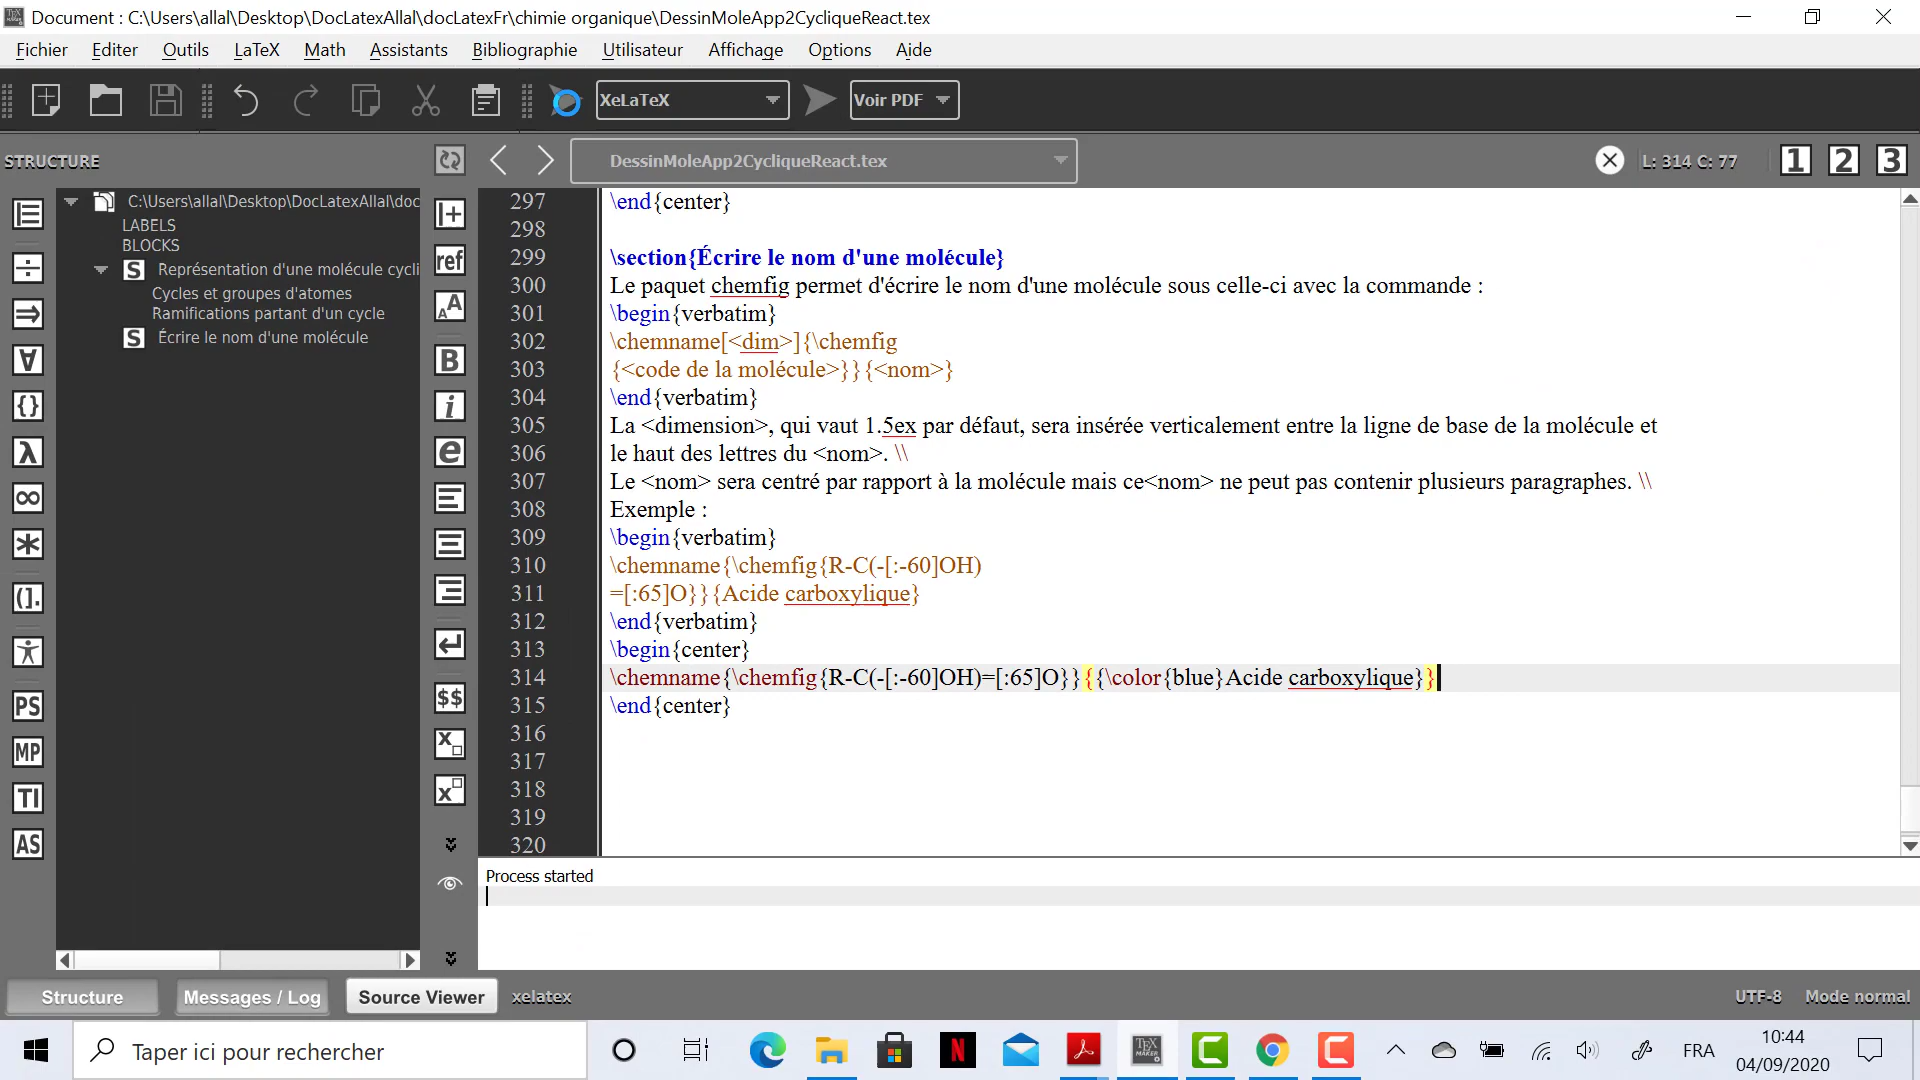 Document : C:\Users\allal\Desktop\DocLatexAllal\docLatexFr\chimie organique\DessinMoleApp2CycliqueReact.tex
Fichier Editer Outils LaTeX Math Assistants Bibliographie Utilisateur Affichage Options Aide
XeLaTeX Voir PDF
STRUCTURE DessinMoleApp2CycliqueReact.tex L: 314 C: 77 1 2 3
C:\Users\allal\Desktop\DocLatexAllal\doc
LABELS
BLOCKS
S Représentation d'une molécule cycli
Cycles et groupes d'atomes
Ramifications partant d'un cycle
S Écrire le nom d'une molécule
÷
⇒
∀
{}
λ
∞
*
(].
PS
MP
TI
AS
ref
AA
B
i
e
$$
x□
x□
297 \end{center}
298
299 \section{Écrire le nom d'une molécule}
300 Le paquet chemfig permet d'écrire le nom d'une molécule sous celle-ci avec la commande :
301 \begin{verbatim}
302 \chemname[<dim>]{\chemfig
303 {<code de la molécule>}}{<nom>}
304 \end{verbatim}
305 La <dimension>, qui vaut 1.5ex par défaut, sera insérée verticalement entre la ligne de base de la molécule et
306 le haut des lettres du <nom>. \\
307 Le <nom> sera centré par rapport à la molécule mais ce<nom> ne peut pas contenir plusieurs paragraphes. \\
308 Exemple :
309 \begin{verbatim}
310 \chemname{\chemfig{R-C(-[:-60]OH)
311 =[:65]O}}{Acide carboxylique}
312 \end{verbatim}
313 \begin{center}
314 \chemname{\chemfig{R-C(-[:-60]OH)=[:65]O}}{{\color{blue}Acide carboxylique}}
315 \end{center}
316
317
318
319
320
Process started
Structure Messages / Log Source Viewer xelatex UTF-8 Mode normal
Taper ici pour rechercher
N
TEX MAKER
FRA
10:44
04/09/2020